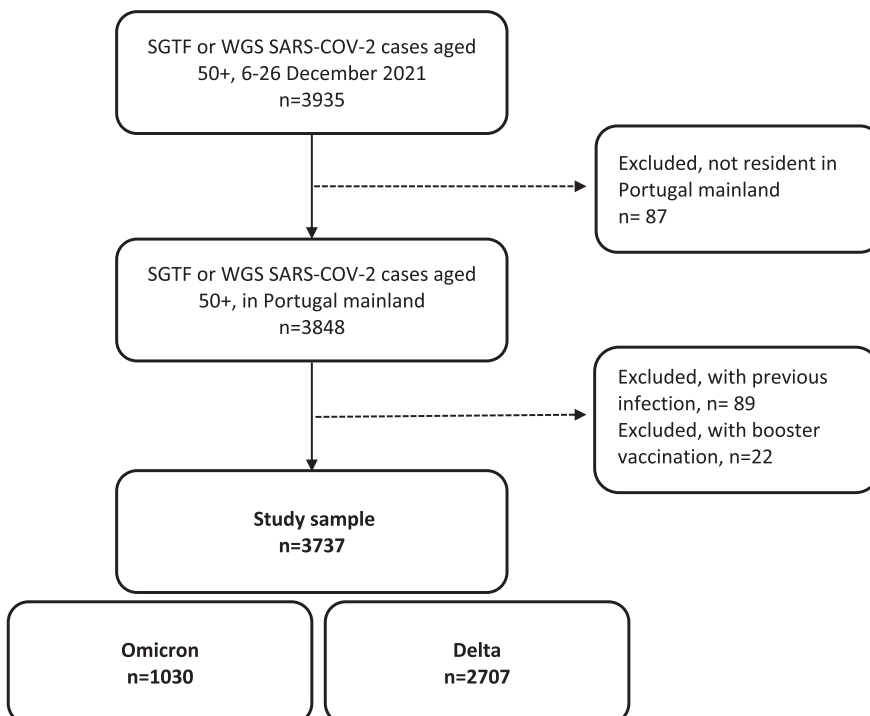 SGTF or WGS SARS-COV-2 cases aged
50+, 6-26 December 2021
n=3935
Excluded, not resident in
Portugal mainland
n= 87
SGTF or WGS SARS-COV-2 cases aged
50+, in Portugal mainland
n=3848
Excluded, with previous
infection, n= 89
Excluded, with booster
vaccination, n=22
Study sample
n=3737
Omicron
n=1030
Delta
n=2707